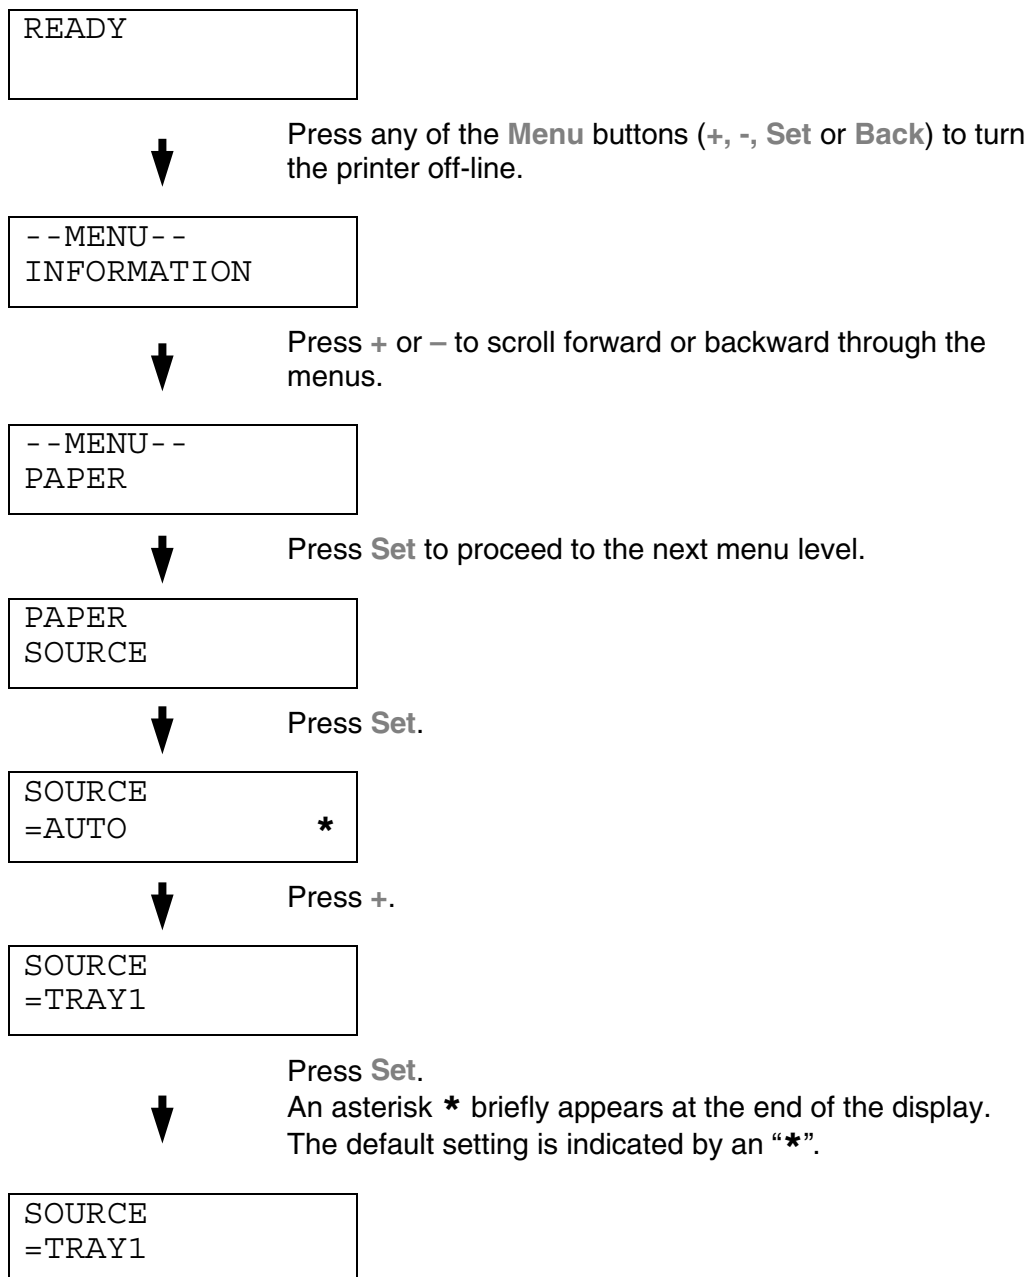 READY
Press any of the Menu buttons (+, -, Set or Back) to turn
the printer off-line.
--MENU--
INFORMATION
Press + or – to scroll forward or backward through the
menus.
--MENU--
PAPER
Press Set to proceed to the next menu level.
PAPER
SOURCE
Press Set.
SOURCE
=AUTO *
Press +.
SOURCE
=TRAY1
Press Set.
An asterisk * briefly appears at the end of the display.
The default setting is indicated by an “*”.
SOURCE
=TRAY1